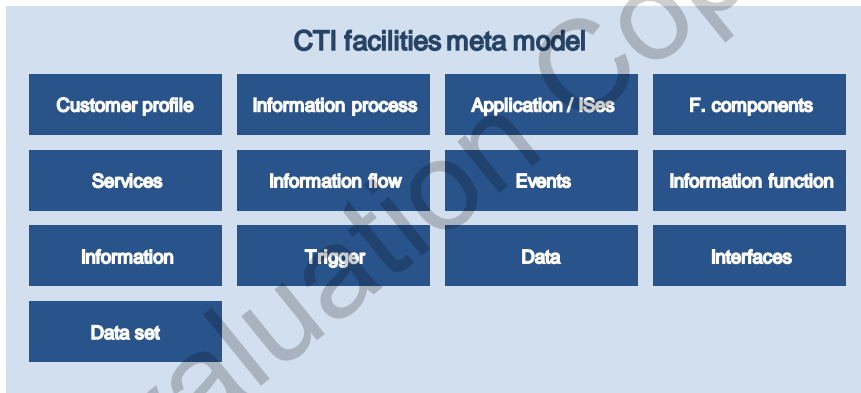 CTI facilities meta model
Customer profile
Information process
Application / ISes
F. components
Services
Information flow
Events
Information function
Information
Trigger
Data
Interfaces
Data set